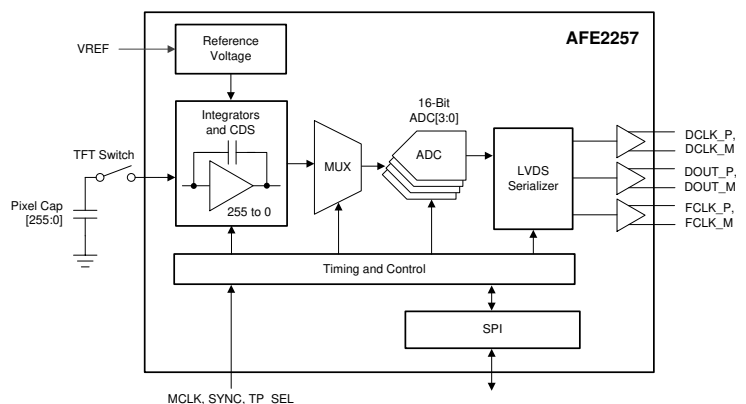 AFE2257
VREF
Reference
Voltage
Integrators
and CDS
255 to 0
TFT Switch
Pixel Cap
[255:0]
MUX
16-Bit
ADC[3:0]
ADC
LVDS
Serializer
DCLK_P,
DCLK_M
DOUT_P,
DOUT_M
FCLK_P,
FCLK_M
Timing and Control
SPI
MCLK, SYNC, TP_SEL